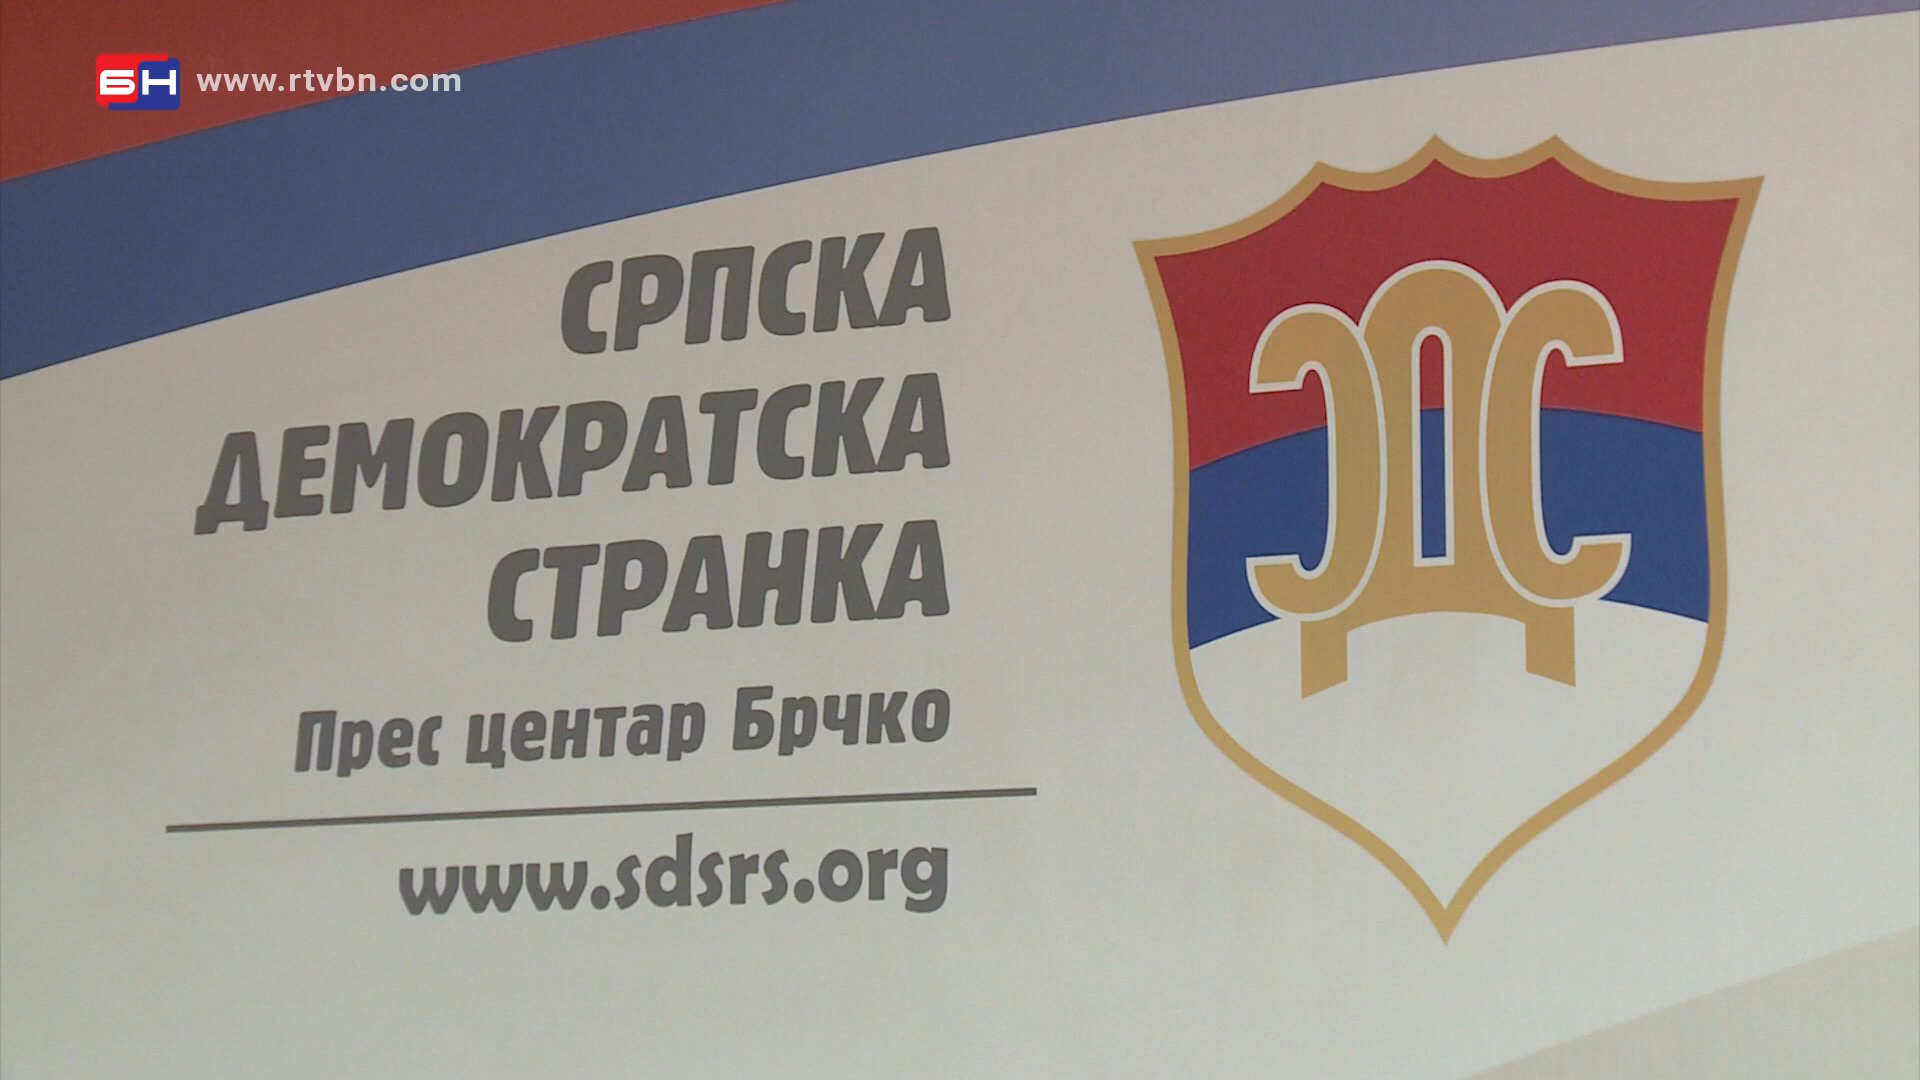 БН www.rtvbn.com
СРПСКА
ДЕМОКРАТСКА
СТРАНКА
Прес центар Брчко
www.sdsrs.org
СДС